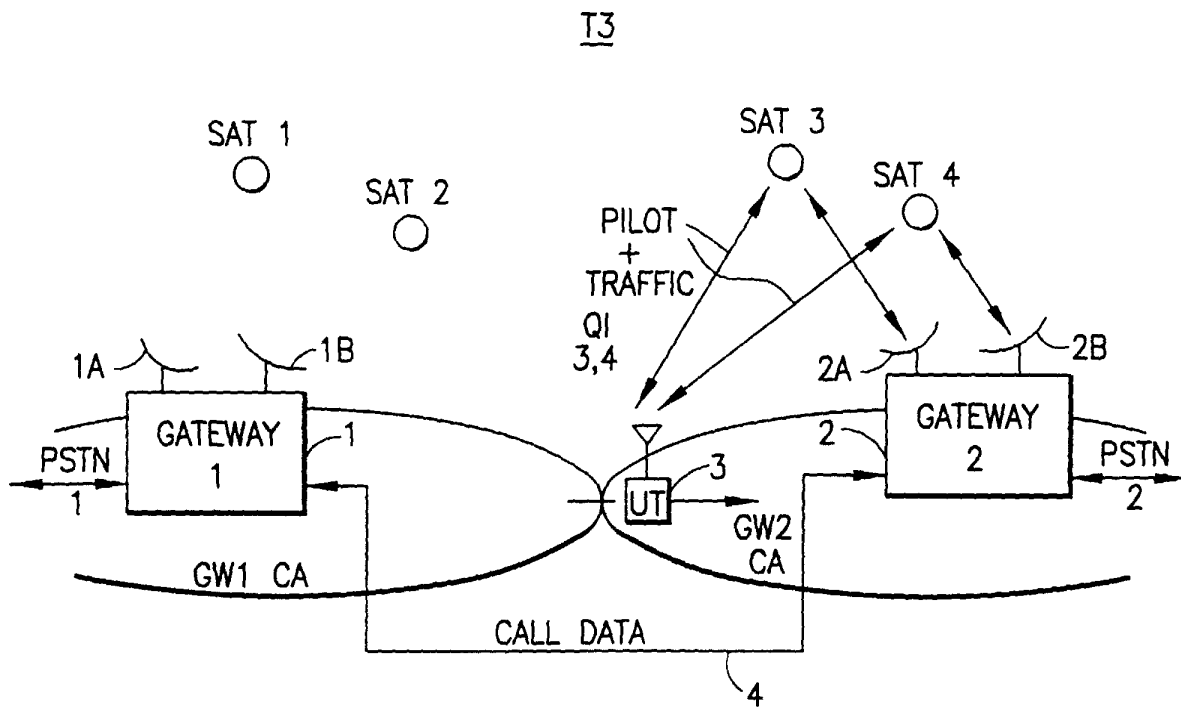 T3
SAT 1
SAT 2
SAT 3
SAT 4
PILOT
+
TRAFFIC
QI
3,4
1A
1B
2A
2B
GATEWAY
1
1
GATEWAY
2
2
PSTN
1
PSTN
2
UT
3
GW1 CA
GW2
CA
CALL DATA
4